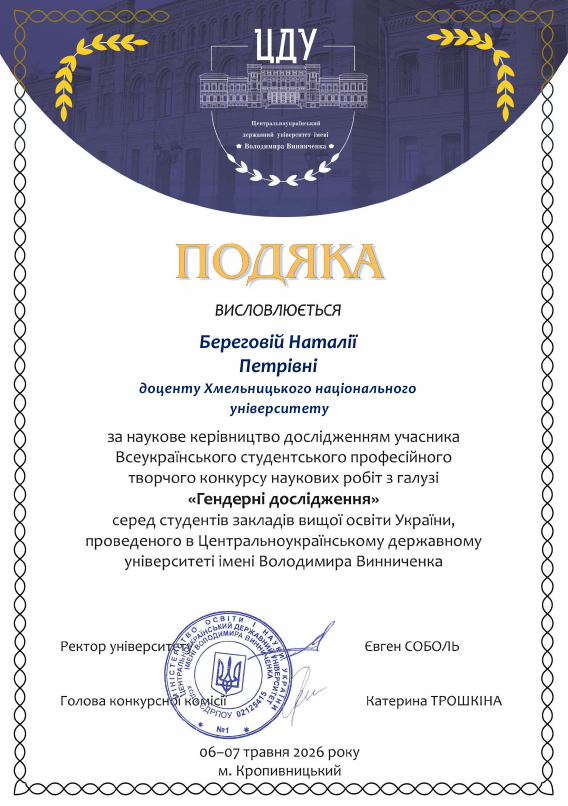 ЦДУ
Центральноукраїнський
державний університет імені
Володимира Винниченка
ПОДЯКА
ВИСЛОВЛЮЄТЬСЯ
Береговій Наталії
Петрівні
доценту Хмельницького національного
університету
за наукове керівництво дослідженням учасника
Всеукраїнського студентського професійного
творчого конкурсу наукових робіт з галузі
«Гендерні дослідження»
серед студентів закладів вищої освіти України,
проведеного в Центральноукраїнському державному
університеті імені Володимира Винниченка
Ректор університету
Євген СОБОЛЬ
МІНІСТЕРСТВО ОСВІТИ І НАУКИ УКРАЇНИ
ЦЕНТРАЛЬНОУКРАЇНСЬКИЙ ДЕРЖАВНИЙ УНІВЕРСИТЕТ
ІМЕНІ ВОЛОДИМИРА ВИННИЧЕНКА
КОД ЄДРПОУ 02125415
№1
Голова конкурсної комісії
Катерина ТРОШКІНА
06–07 травня 2026 року
м. Кропивницький